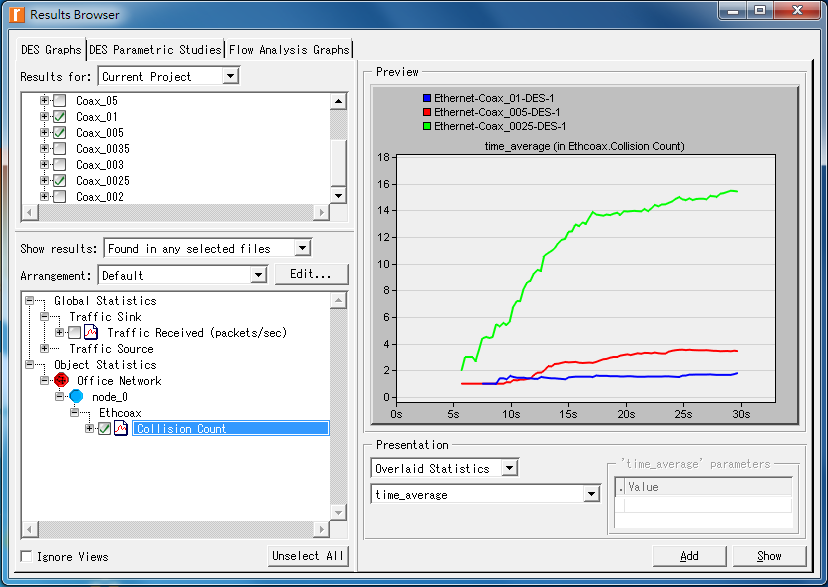 Results Browser
DES Graphs DES Parametric Studies Flow Analysis Graphs
Results for: Current Project
Coax_05
Coax_01
Coax_005
Coax_0035
Coax_003
Coax_0025
Coax_002
Show results: Found in any selected files
Arrangement: Default Edit...
Global Statistics
Traffic Sink
Traffic Received (packets/sec)
Traffic Source
Object Statistics
Office Network
node_0
Ethcoax
Collision Count
Ignore Views Unselect All
Preview
Ethernet-Coax_01-DES-1
Ethernet-Coax_005-DES-1
Ethernet-Coax_0025-DES-1
time_average (in Ethcoax.Collision Count)
18
16
14
12
10
8
6
4
2
0
0s 5s 10s 15s 20s 25s 30s
Presentation
Overlaid Statistics
time_average
'time_average' parameters
. Value
Add Show